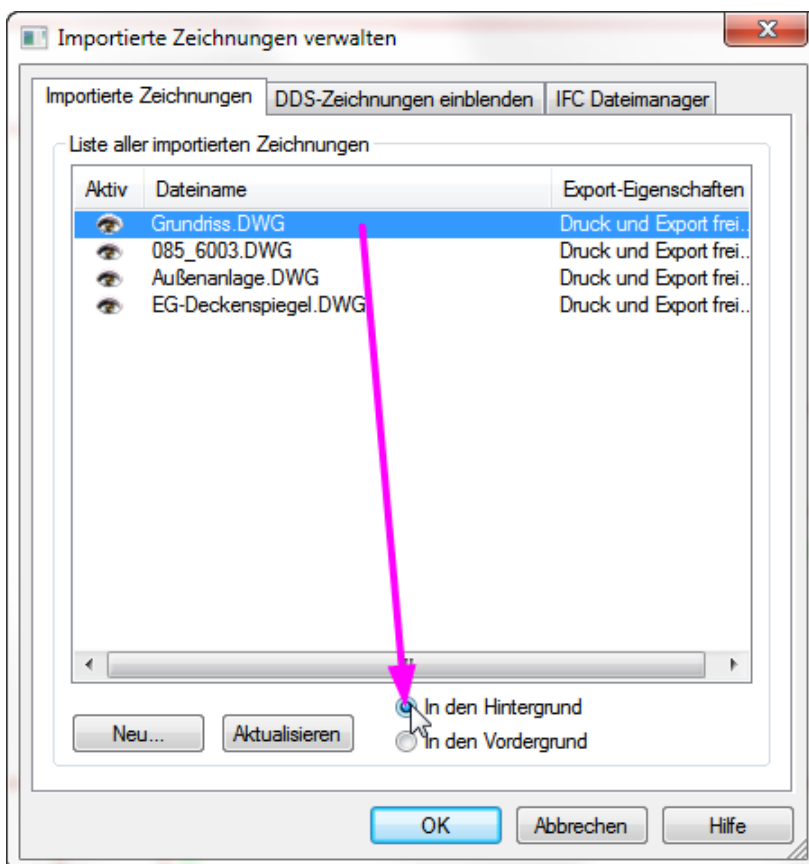 Importierte Zeichnungen verwalten
Importierte Zeichnungen DDS-Zeichnungen einblenden IFC Dateimanager
Liste aller importierten Zeichnungen
Aktiv Dateiname Export-Eigenschaften
Grundriss.DWG Druck und Export frei..
085_6003.DWG Druck und Export frei..
Außenanlage.DWG Druck und Export frei..
EG-Deckenspiegel.DWG Druck und Export frei..
In den Hintergrund
Neu... Aktualisieren
In den Vordergrund
OK Abbrechen Hilfe